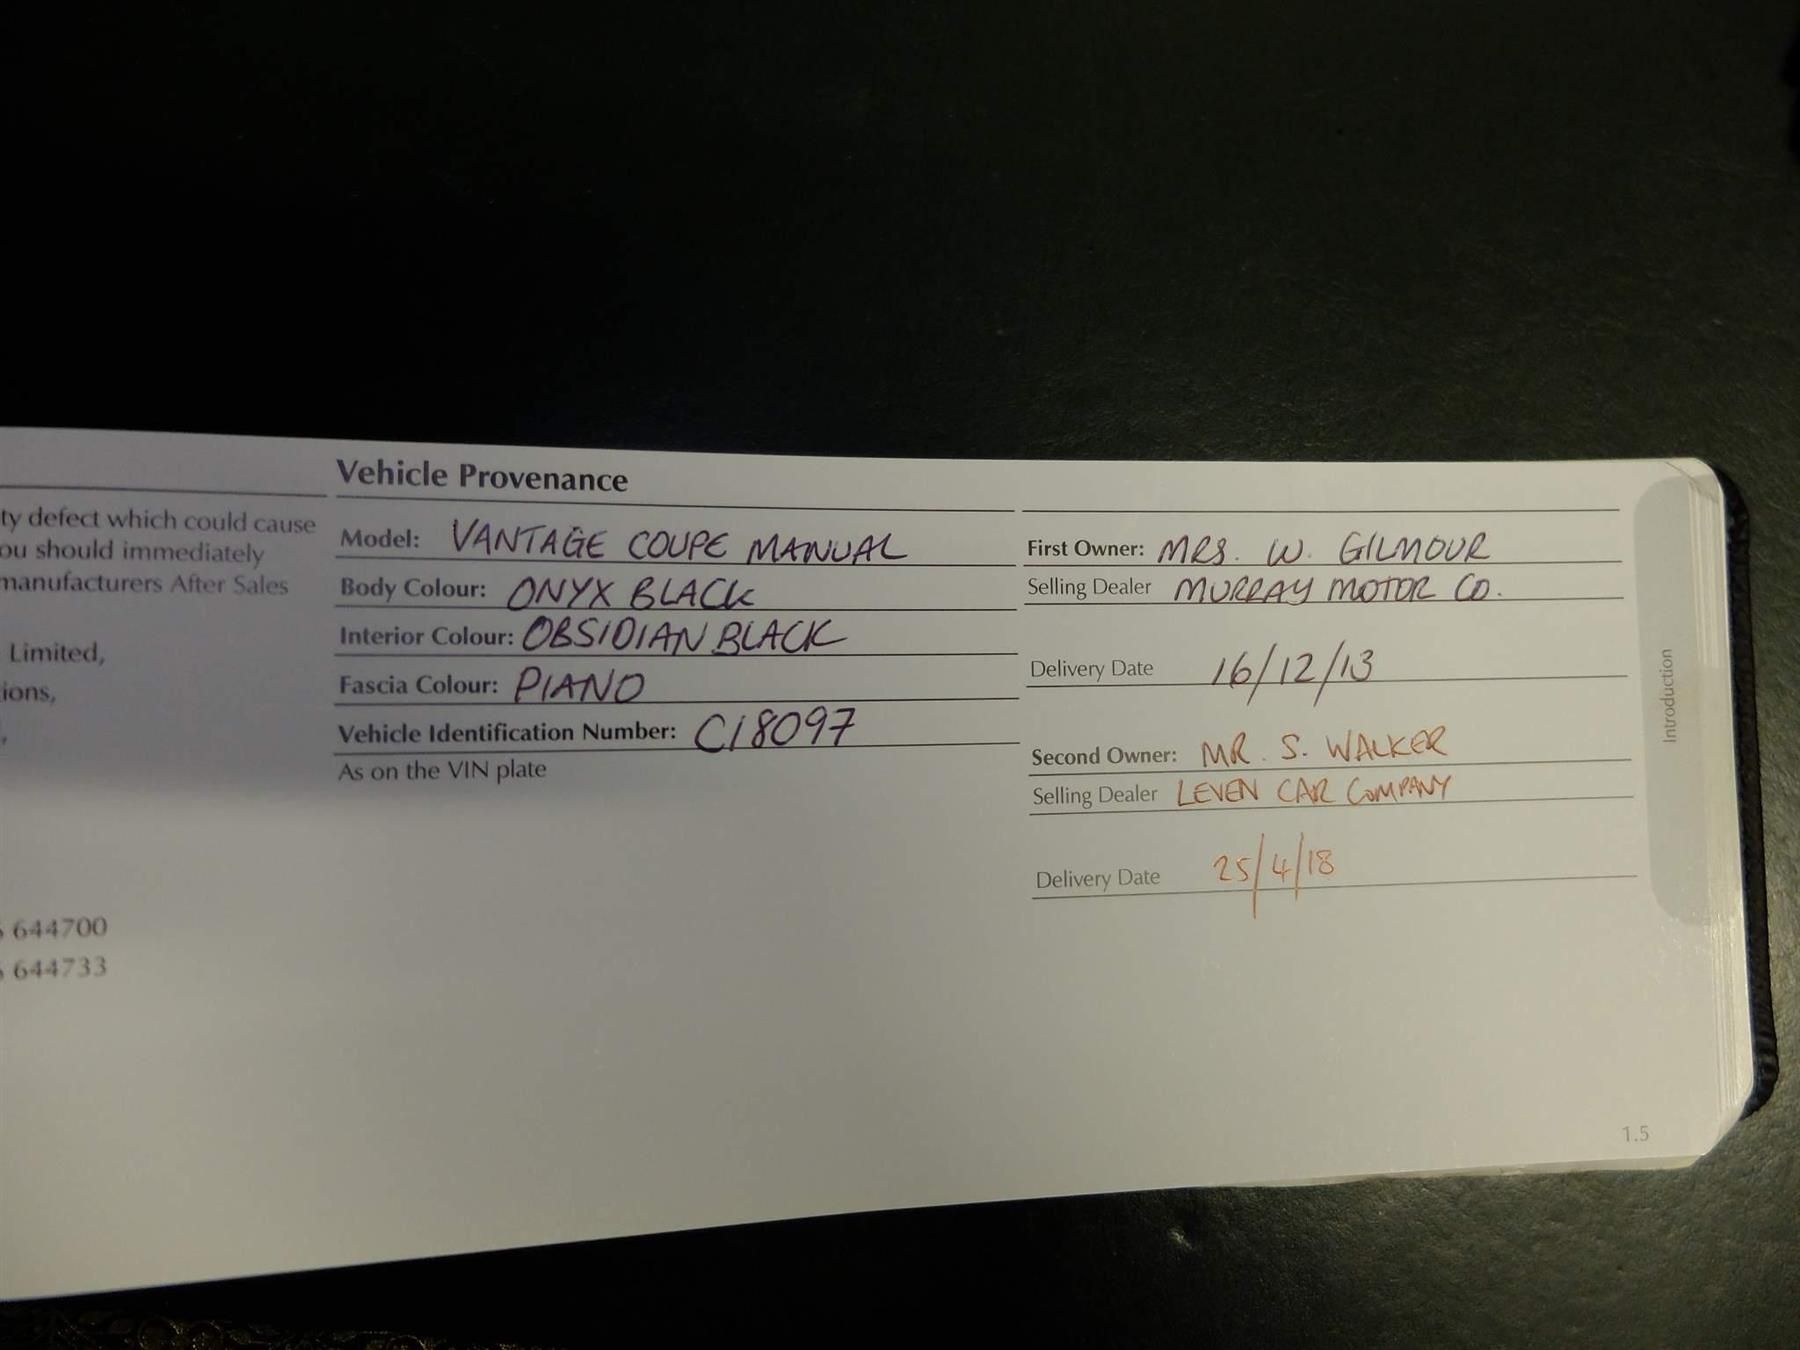 ty defect which could cause
ou should immediately
manufacturers After Sales
Limited,
ions,
644700
644733
Vehicle Provenance
Model: VANTAGE COUPE MANUAL
Body Colour: ONYX BLACK
Interior Colour: OBSIDIAN BLACK
Fascia Colour: PIANO
Vehicle Identification Number: C18097
As on the VIN plate
First Owner: MRS. W. GILMOUR
Selling Dealer MURRAY MOTOR CO.
Delivery Date 16/12/13
Second Owner: MR. S. WALKER
Selling Dealer LEVEN CAR COMPANY
Delivery Date 25/4/18
Introduction
1.5